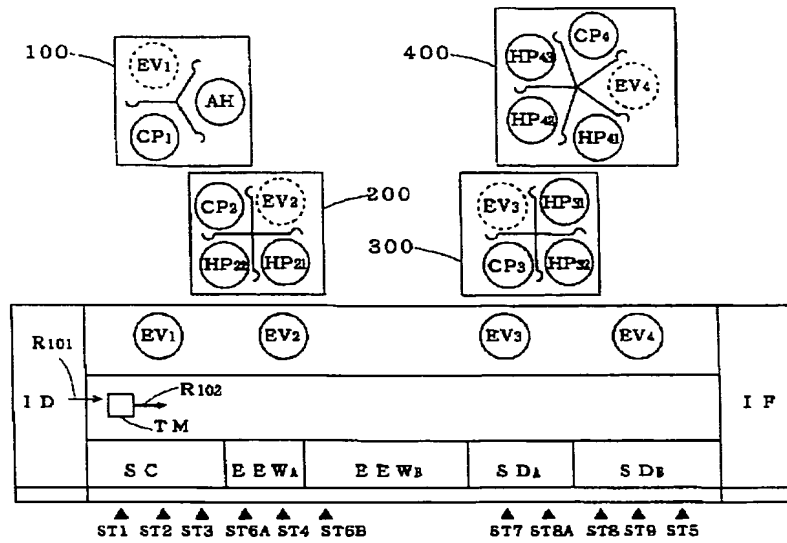 100
EV1
AH
CP1
400
CP4
HP43
EV4
HP42
HP41
CP2
EV2
200
HP22
HP21
EV3
HP31
300
CP3
HP32
EV1
EV2
EV3
EV4
R101
ID
R102
TM
IF
SC
EEWA
EEWB
SDA
SDB
ST1 ST2 ST3 ST6A ST4 ST6B ST7 ST8A ST8 ST9 ST5